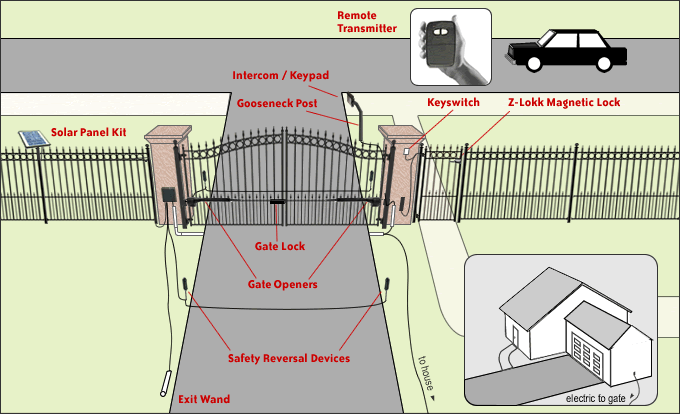 Remote
Transmitter
Intercom / Keypad
Gooseneck Post
Keyswitch
Z-Lokk Magnetic Lock
Solar Panel Kit
Gate Lock
Gate Openers
Safety Reversal Devices
to house
Exit Wand
electric to gate